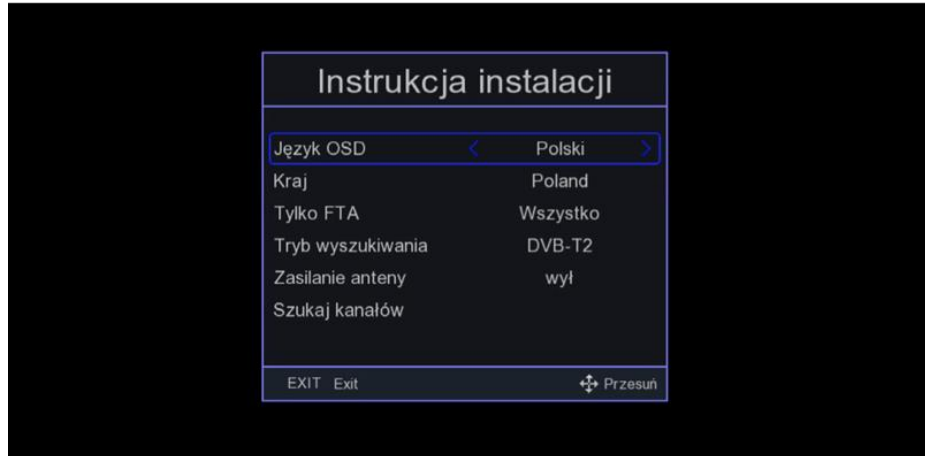 Instrukcja instalacji
Język OSD Polski
Kraj Poland
Tylko FTA Wszystko
Tryb wyszukiwania DVB-T2
Zasilanie anteny wył
Szukaj kanałów
EXIT Exit Przesuń